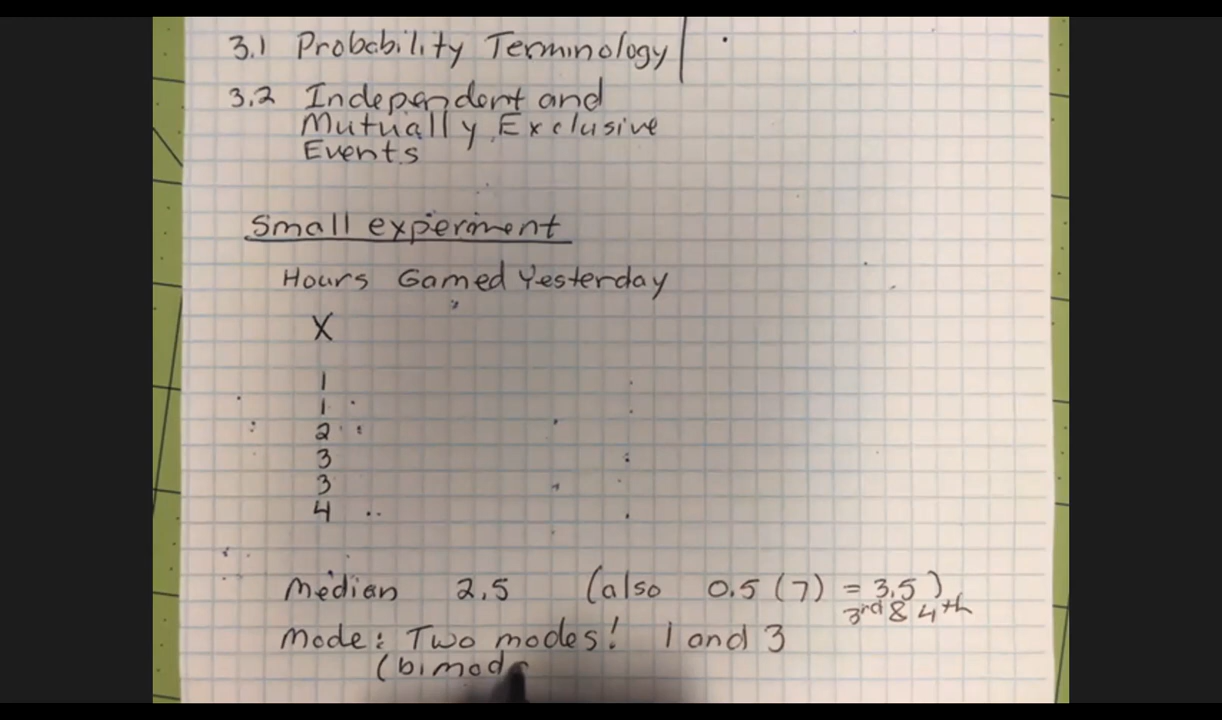 3.1 Probability Terminology
3.2 Independent and
Mutually Exclusive
Events
Small experiment
Hours Gamed Yesterday
X
1
1
2
3
3
4
Median 2.5 (also 0.5 (7) = 3.5)
3rd & 4th
Mode: Two modes! 1 and 3
(bimod